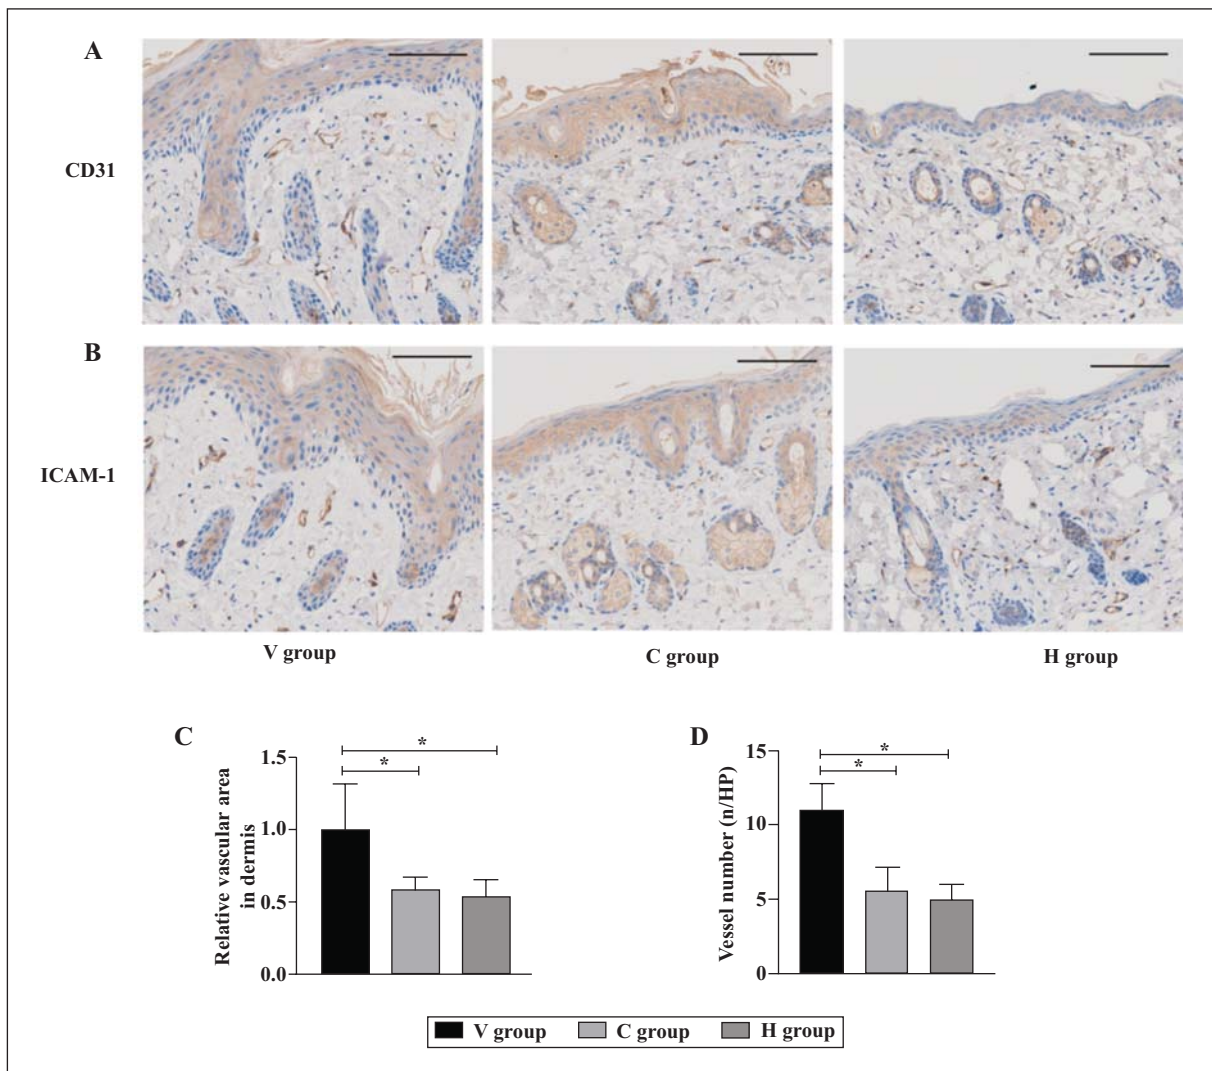 A
CD31
B
ICAM-1
V group
C group
H group
C
Relative vascular area
in dermis
1.5
1.0
0.5
0.0
*
*
D
Vessel number (n/HP)
15
10
5
0
*
*
V group
C group
H group